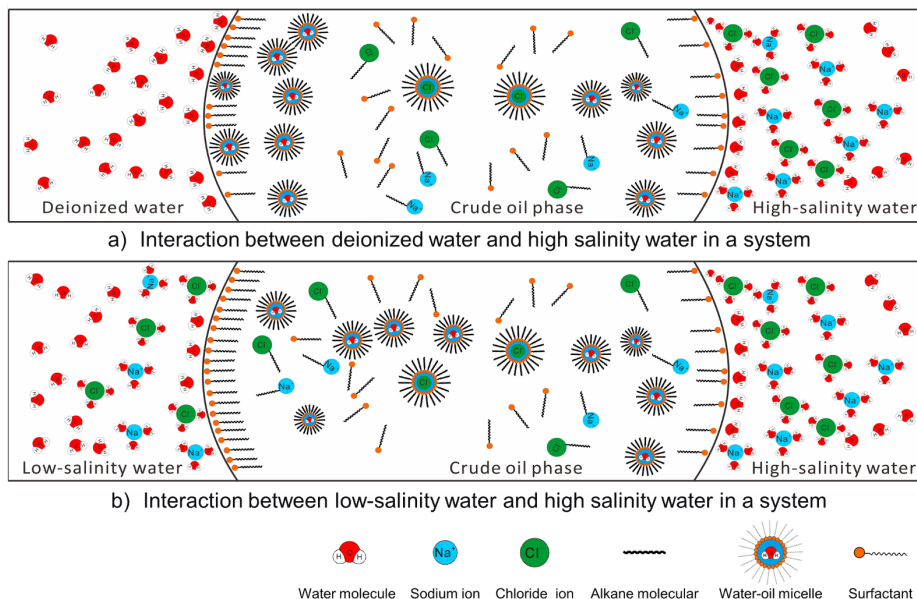 Deionized water
Crude oil phase
High-salinity water
a) Interaction between deionized water and high salinity water in a system
Low-salinity water
Crude oil phase
High-salinity water
b) Interaction between low-salinity water and high salinity water in a system
H H
Na⁺
Cl⁻
Water molecule
Sodium ion
Chloride ion
Alkane molecular
Water-oil micelle
Surfactant